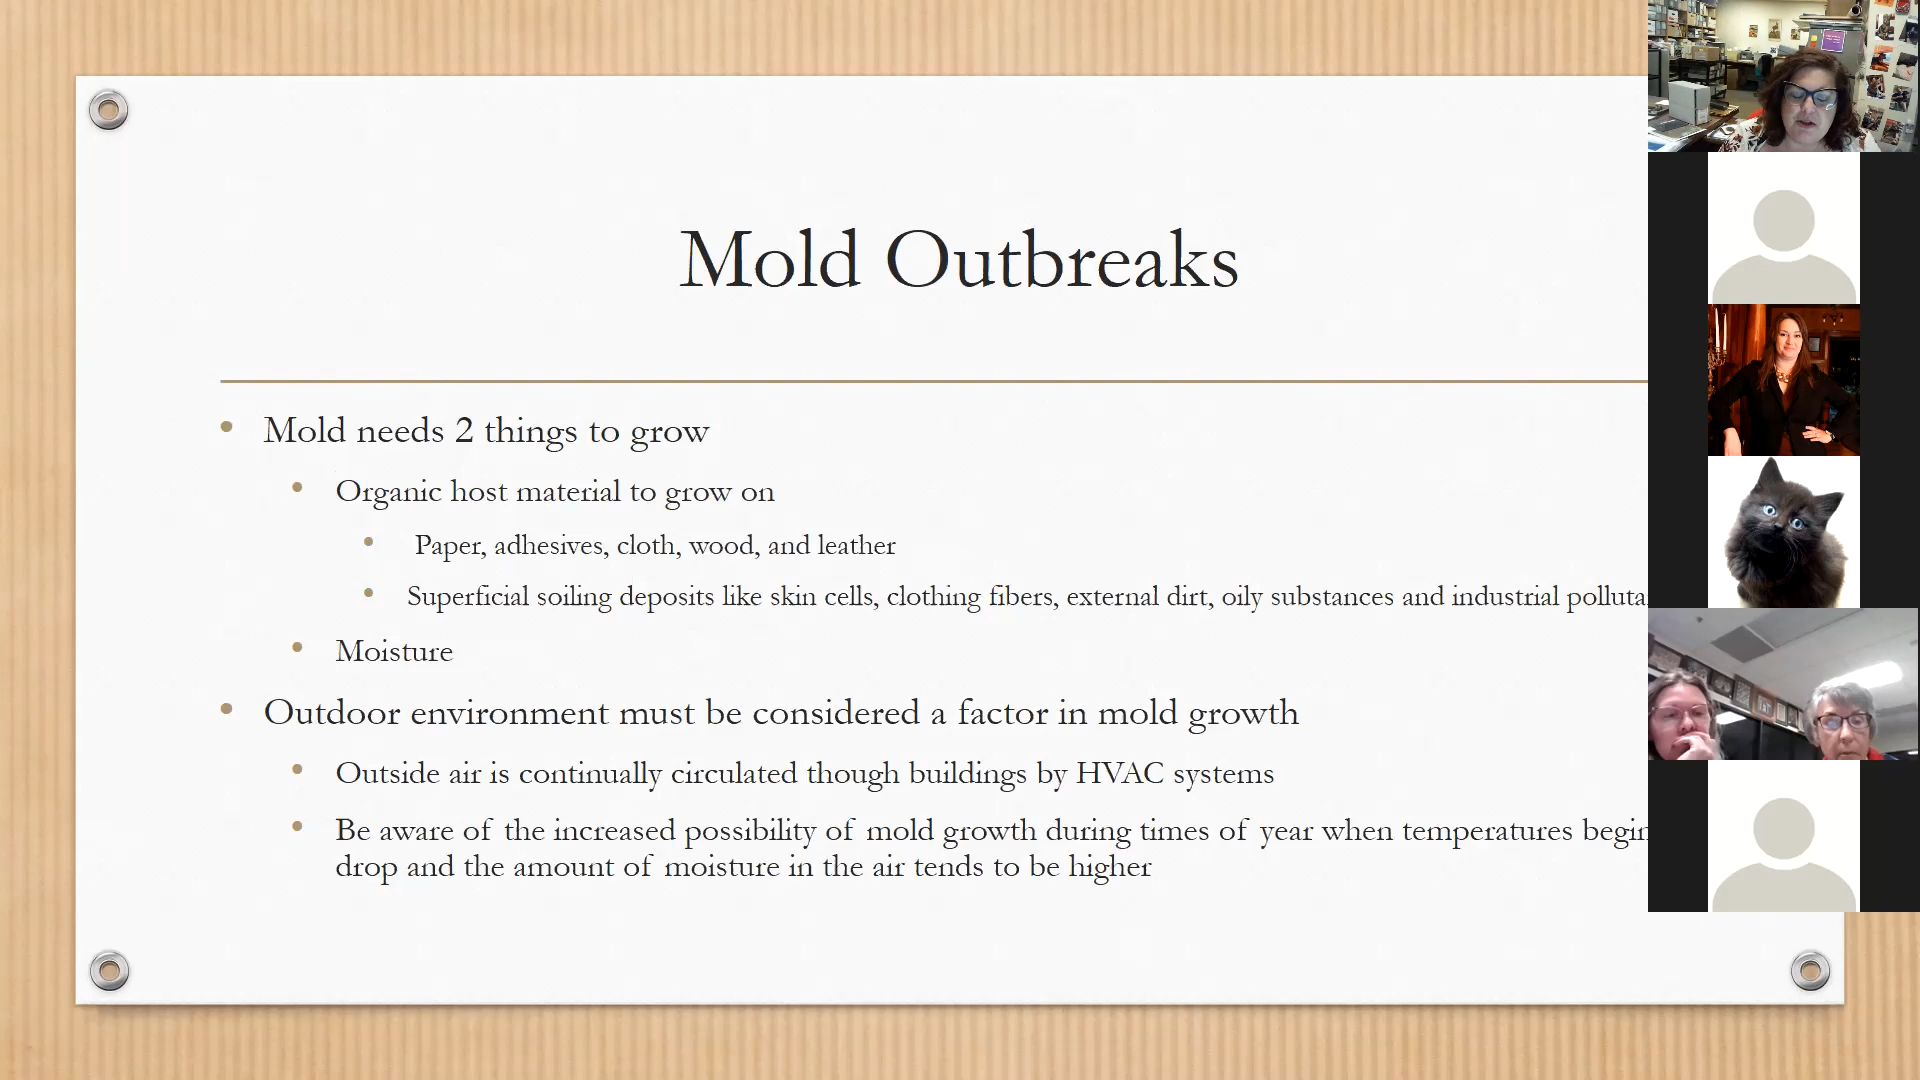 Mold Outbreaks
Mold needs 2 things to grow
Organic host material to grow on
Paper, adhesives, cloth, wood, and leather
Superficial soiling deposits like skin cells, clothing fibers, external dirt, oily substances and industrial
Moisture
Outdoor environment must be considered a factor in mold growth
Outside air is continually circulated though buildings by HVAC systems
Be aware of the increased possibility of mold growth during times of year when temperatures begin
drop and the amount of moisture in the air tends to be higher